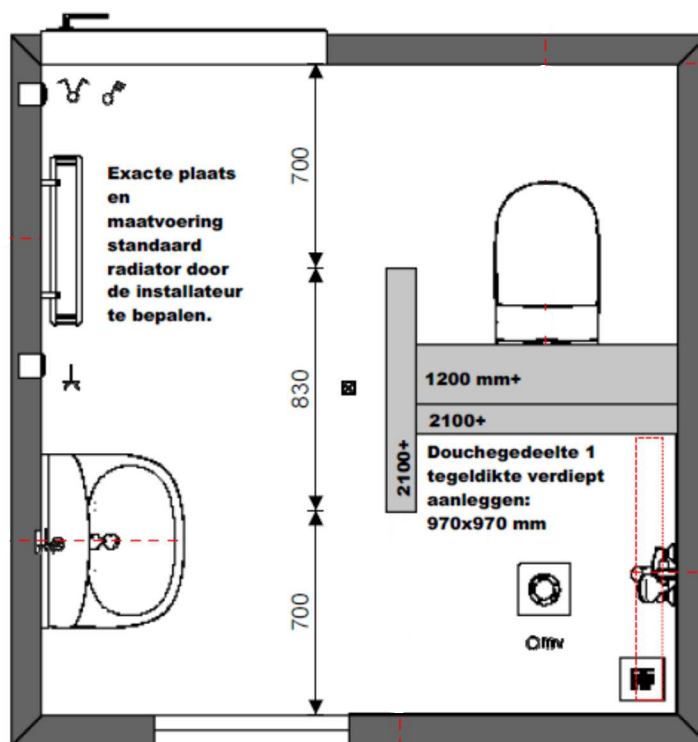 Exacte plaats
en
maatvoering
standaard
radiator door
de installateur
te bepalen.
700
830
700
1200 mm+
2100+
2100+
Douchegedeelte 1
tegeldikte verdiept
aanleggen:
970x970 mm